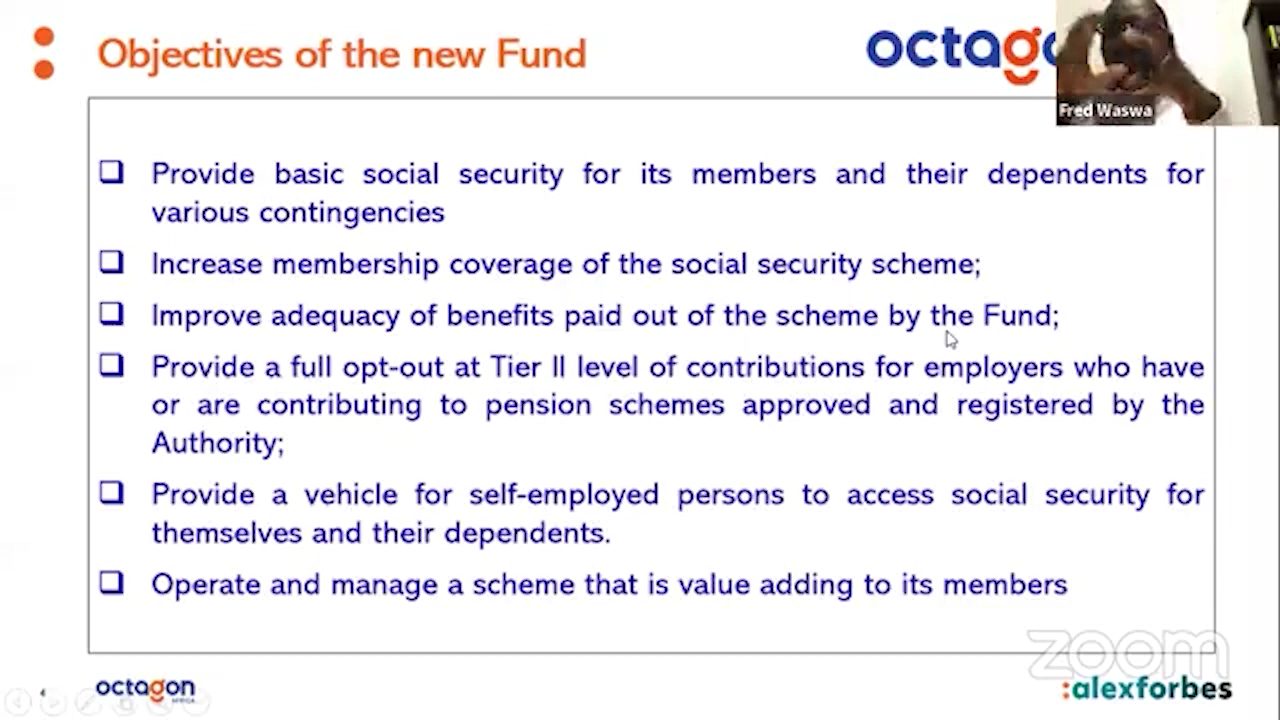 Objectives of the new Fund
octagon
Fred Waswa
Provide basic social security for its members and their dependents for
various contingencies
Increase membership coverage of the social security scheme;
Improve adequacy of benefits paid out of the scheme by the Fund;
Provide a full opt-out at Tier II level of contributions for employers who have
or are contributing to pension schemes approved and registered by the
Authority;
Provide a vehicle for self-employed persons to access social security for
themselves and their dependents.
Operate and manage a scheme that is value adding to its members
zoom
octagon
AFRICA
:alexforbes